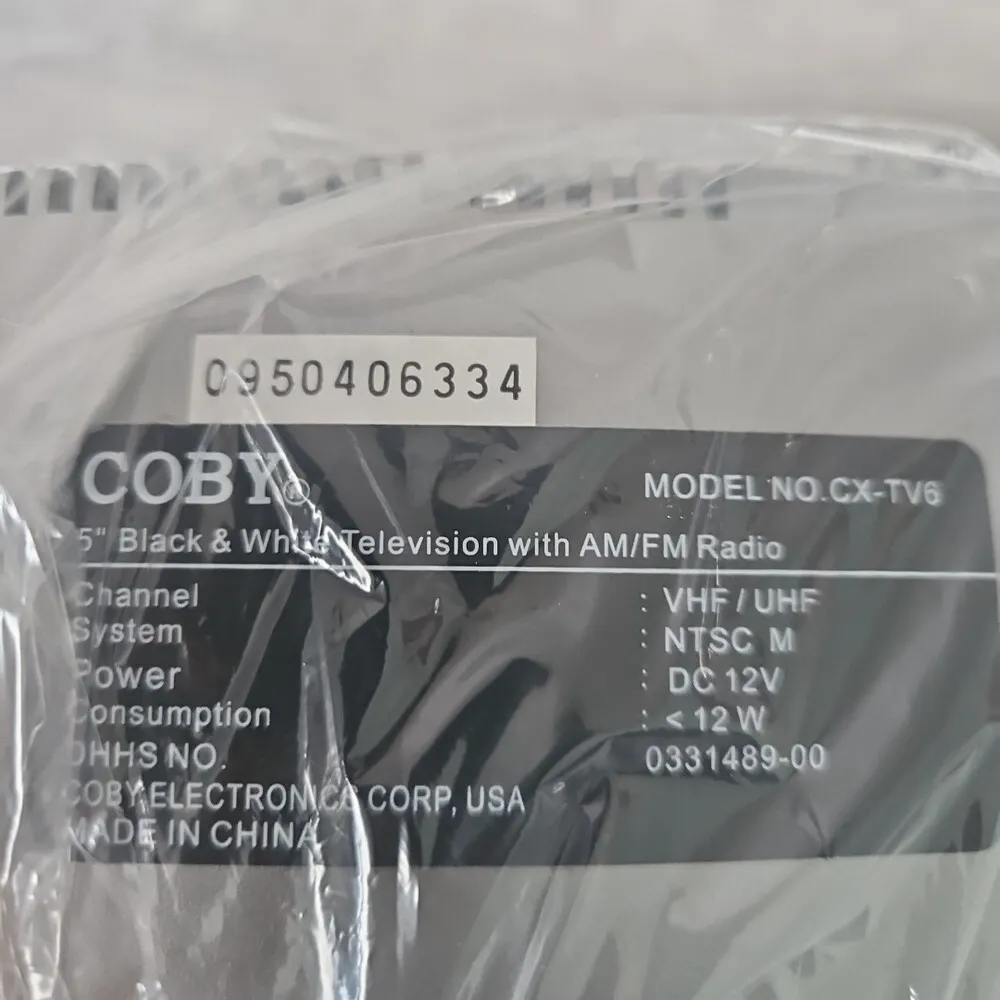 0950406334
COBY®
MODEL NO.CX-TV6
5" Black & White Television with AM/FM Radio
Channel : VHF / UHF
System : NTSC M
Power : DC 12V
Consumption : < 12 W
DHHS NO. 0331489-00
COBY ELECTRONICS CORP, USA
MADE IN CHINA